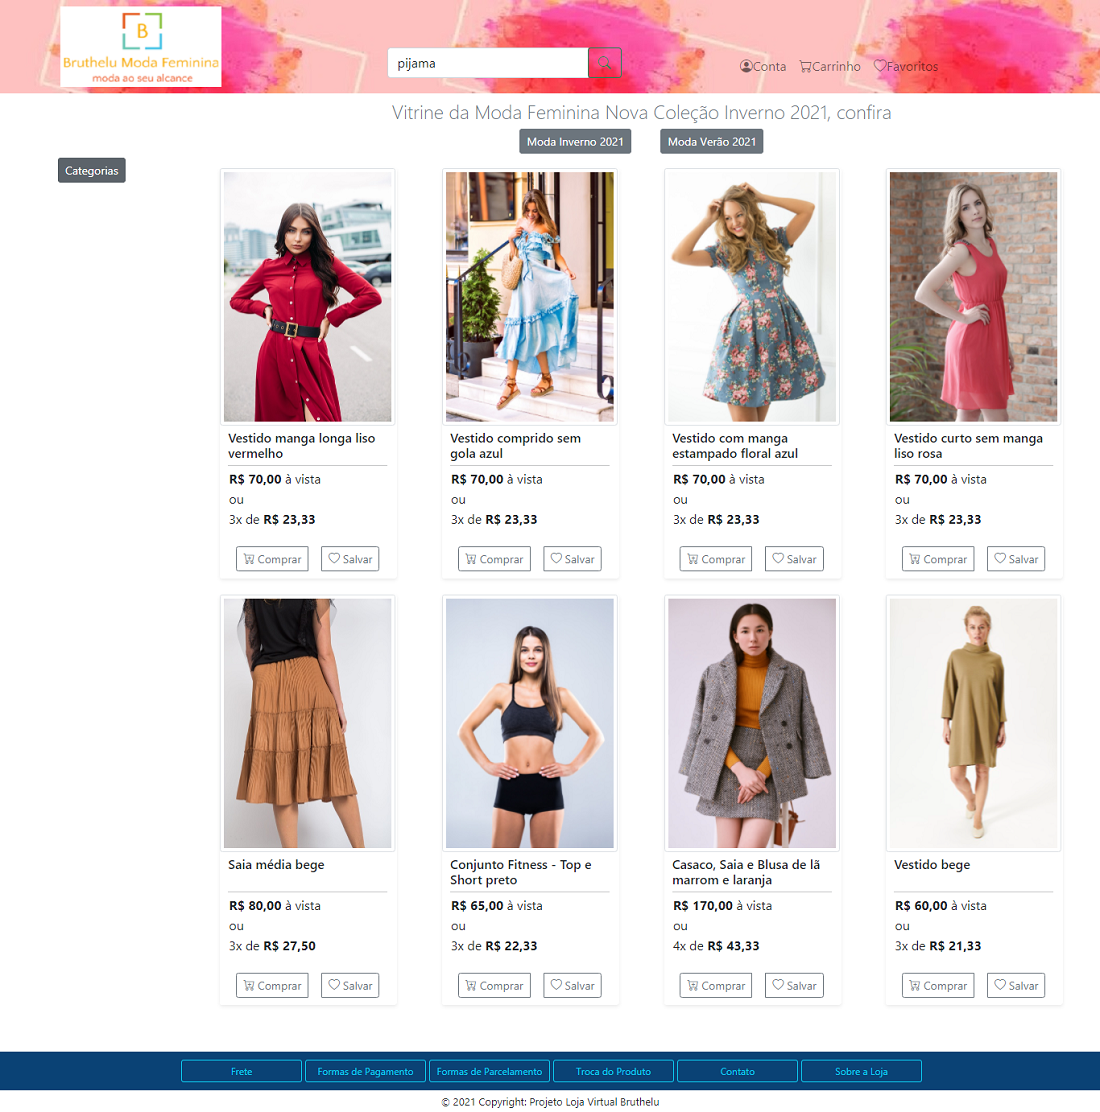 B
Bruthelu Moda Feminina
moda ao seu alcance
pijama
Conta
Carrinho
Favoritos
Vitrine da Moda Feminina Nova Coleção Inverno 2021, confira
Moda Inverno 2021
Moda Verão 2021
Categorias
Vestido manga longa liso
vermelho
R$ 70,00 à vista
ou
3x de R$ 23,33
Comprar
Salvar
Vestido comprido sem
gola azul
R$ 70,00 à vista
ou
3x de R$ 23,33
Comprar
Salvar
Vestido com manga
estampado floral azul
R$ 70,00 à vista
ou
3x de R$ 23,33
Comprar
Salvar
Vestido curto sem manga
liso rosa
R$ 70,00 à vista
ou
3x de R$ 23,33
Comprar
Salvar
Saia média bege
R$ 80,00 à vista
ou
3x de R$ 27,50
Comprar
Salvar
Conjunto Fitness - Top e
Short preto
R$ 65,00 à vista
ou
3x de R$ 22,33
Comprar
Salvar
Casaco, Saia e Blusa de lã
marrom e laranja
R$ 170,00 à vista
ou
4x de R$ 43,33
Comprar
Salvar
Vestido bege
R$ 60,00 à vista
ou
3x de R$ 21,33
Comprar
Salvar
Frete
Formas de Pagamento
Formas de Parcelamento
Troca do Produto
Contato
Sobre a Loja
© 2021 Copyright: Projeto Loja Virtual Bruthelu